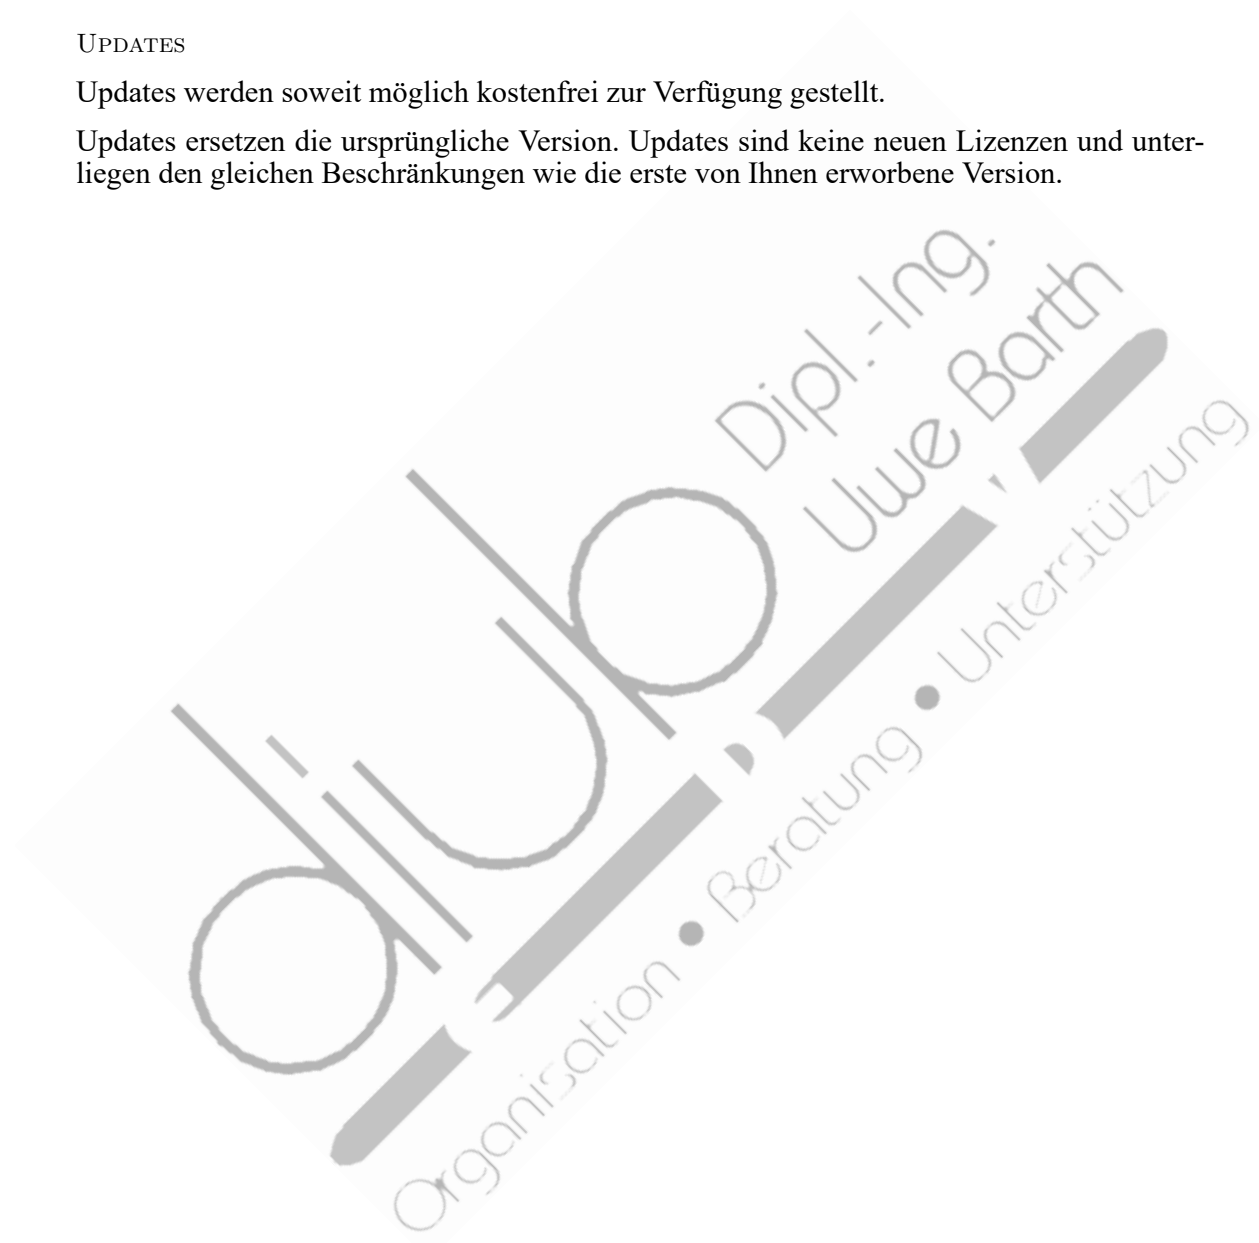 UPDATES
Updates werden soweit möglich kostenfrei zur Verfügung gestellt.
Updates ersetzen die ursprüngliche Version. Updates sind keine neuen Lizenzen und unter-
liegen den gleichen Beschränkungen wie die erste von Ihnen erworbene Version.
Dipl.-Ing.
Uwe Barth
diub
O R U
Organisation • Beratung • Unterstützung